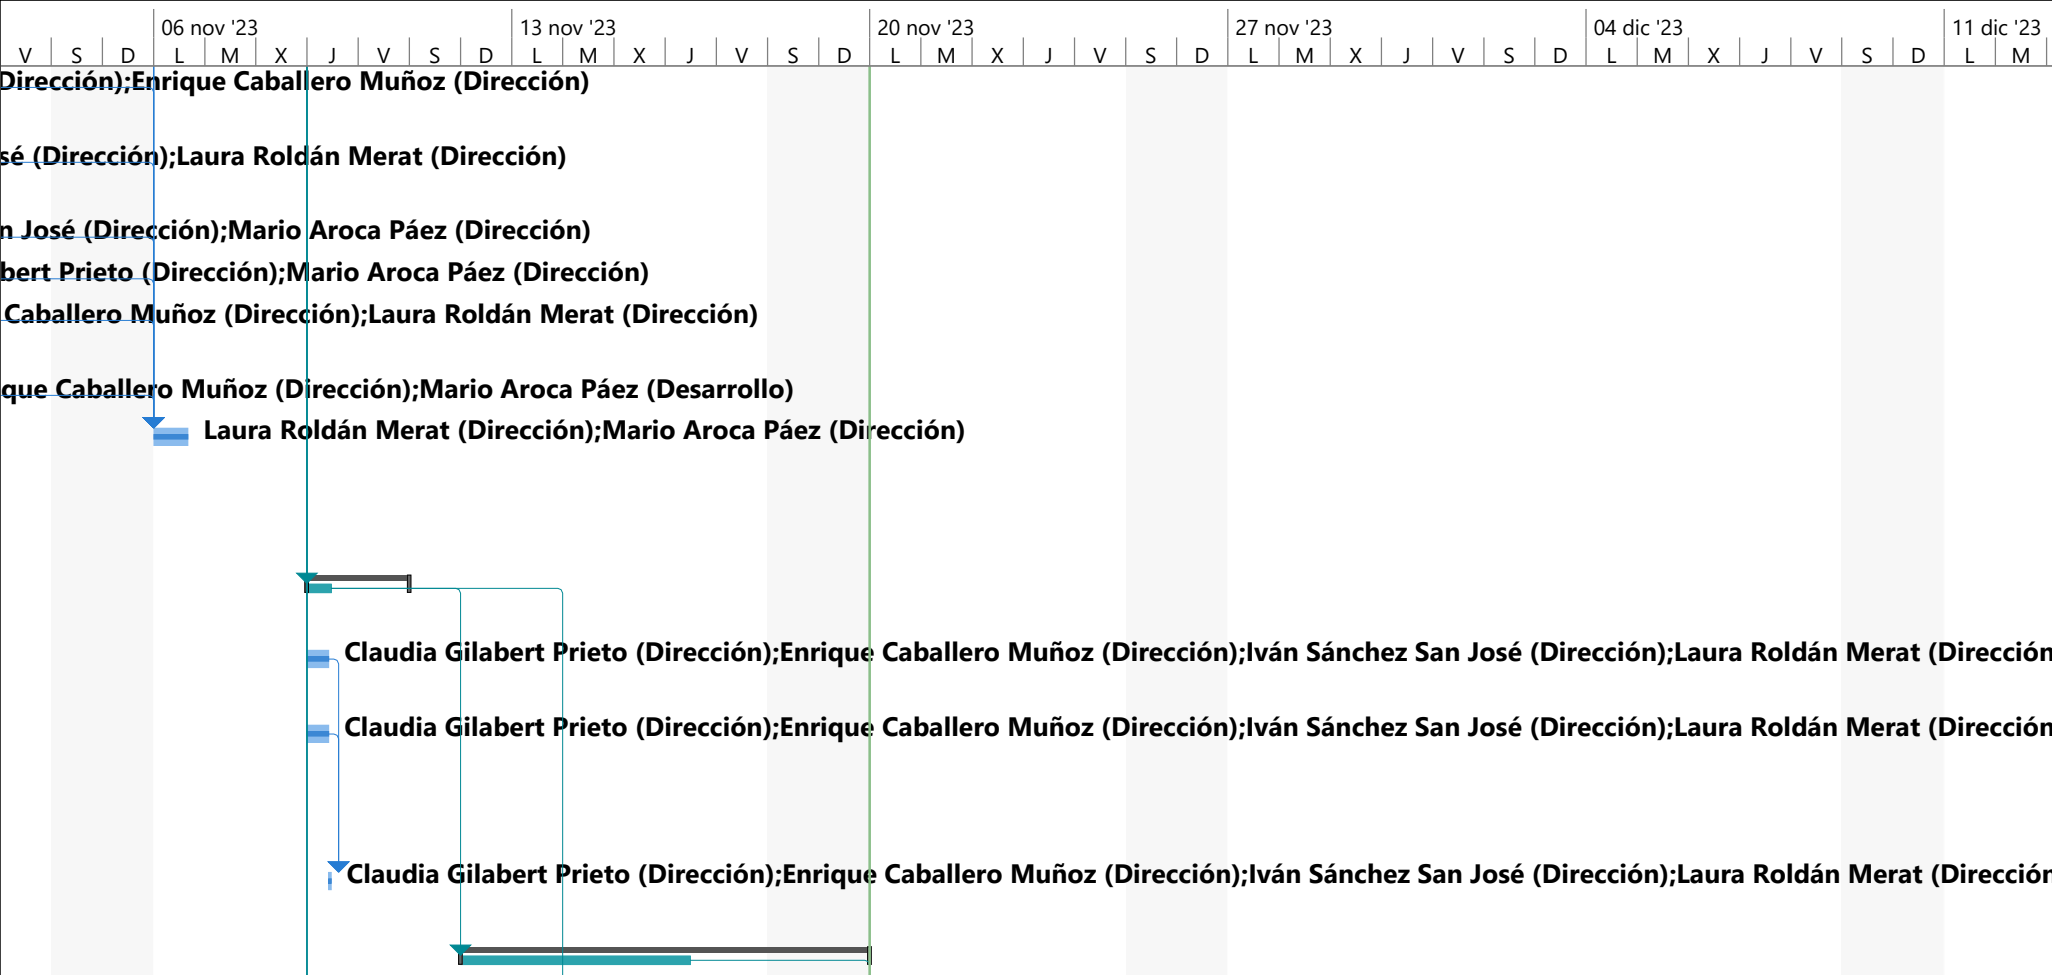 06 nov '23 13 nov '23 20 nov '23 27 nov '23 04 dic '23 11 dic '23
V S D L M X J V S D L M X J V S D L M X J V S D L M X J V S D L M X J V S D L M
Dirección);Enrique Caballero Muñoz (Dirección)
sé (Dirección);Laura Roldán Merat (Dirección)
n José (Dirección);Mario Aroca Páez (Dirección)
bert Prieto (Dirección);Mario Aroca Páez (Dirección)
Caballero Muñoz (Dirección);Laura Roldán Merat (Dirección)
que Caballero Muñoz (Dirección);Mario Aroca Páez (Desarrollo)
Laura Roldán Merat (Dirección);Mario Aroca Páez (Dirección)
Claudia Gilabert Prieto (Dirección);Enrique Caballero Muñoz (Dirección);Iván Sánchez San José (Dirección);Laura Roldán Merat (Dirección
Claudia Gilabert Prieto (Dirección);Enrique Caballero Muñoz (Dirección);Iván Sánchez San José (Dirección);Laura Roldán Merat (Dirección
Claudia Gilabert Prieto (Dirección);Enrique Caballero Muñoz (Dirección);Iván Sánchez San José (Dirección);Laura Roldán Merat (Dirección